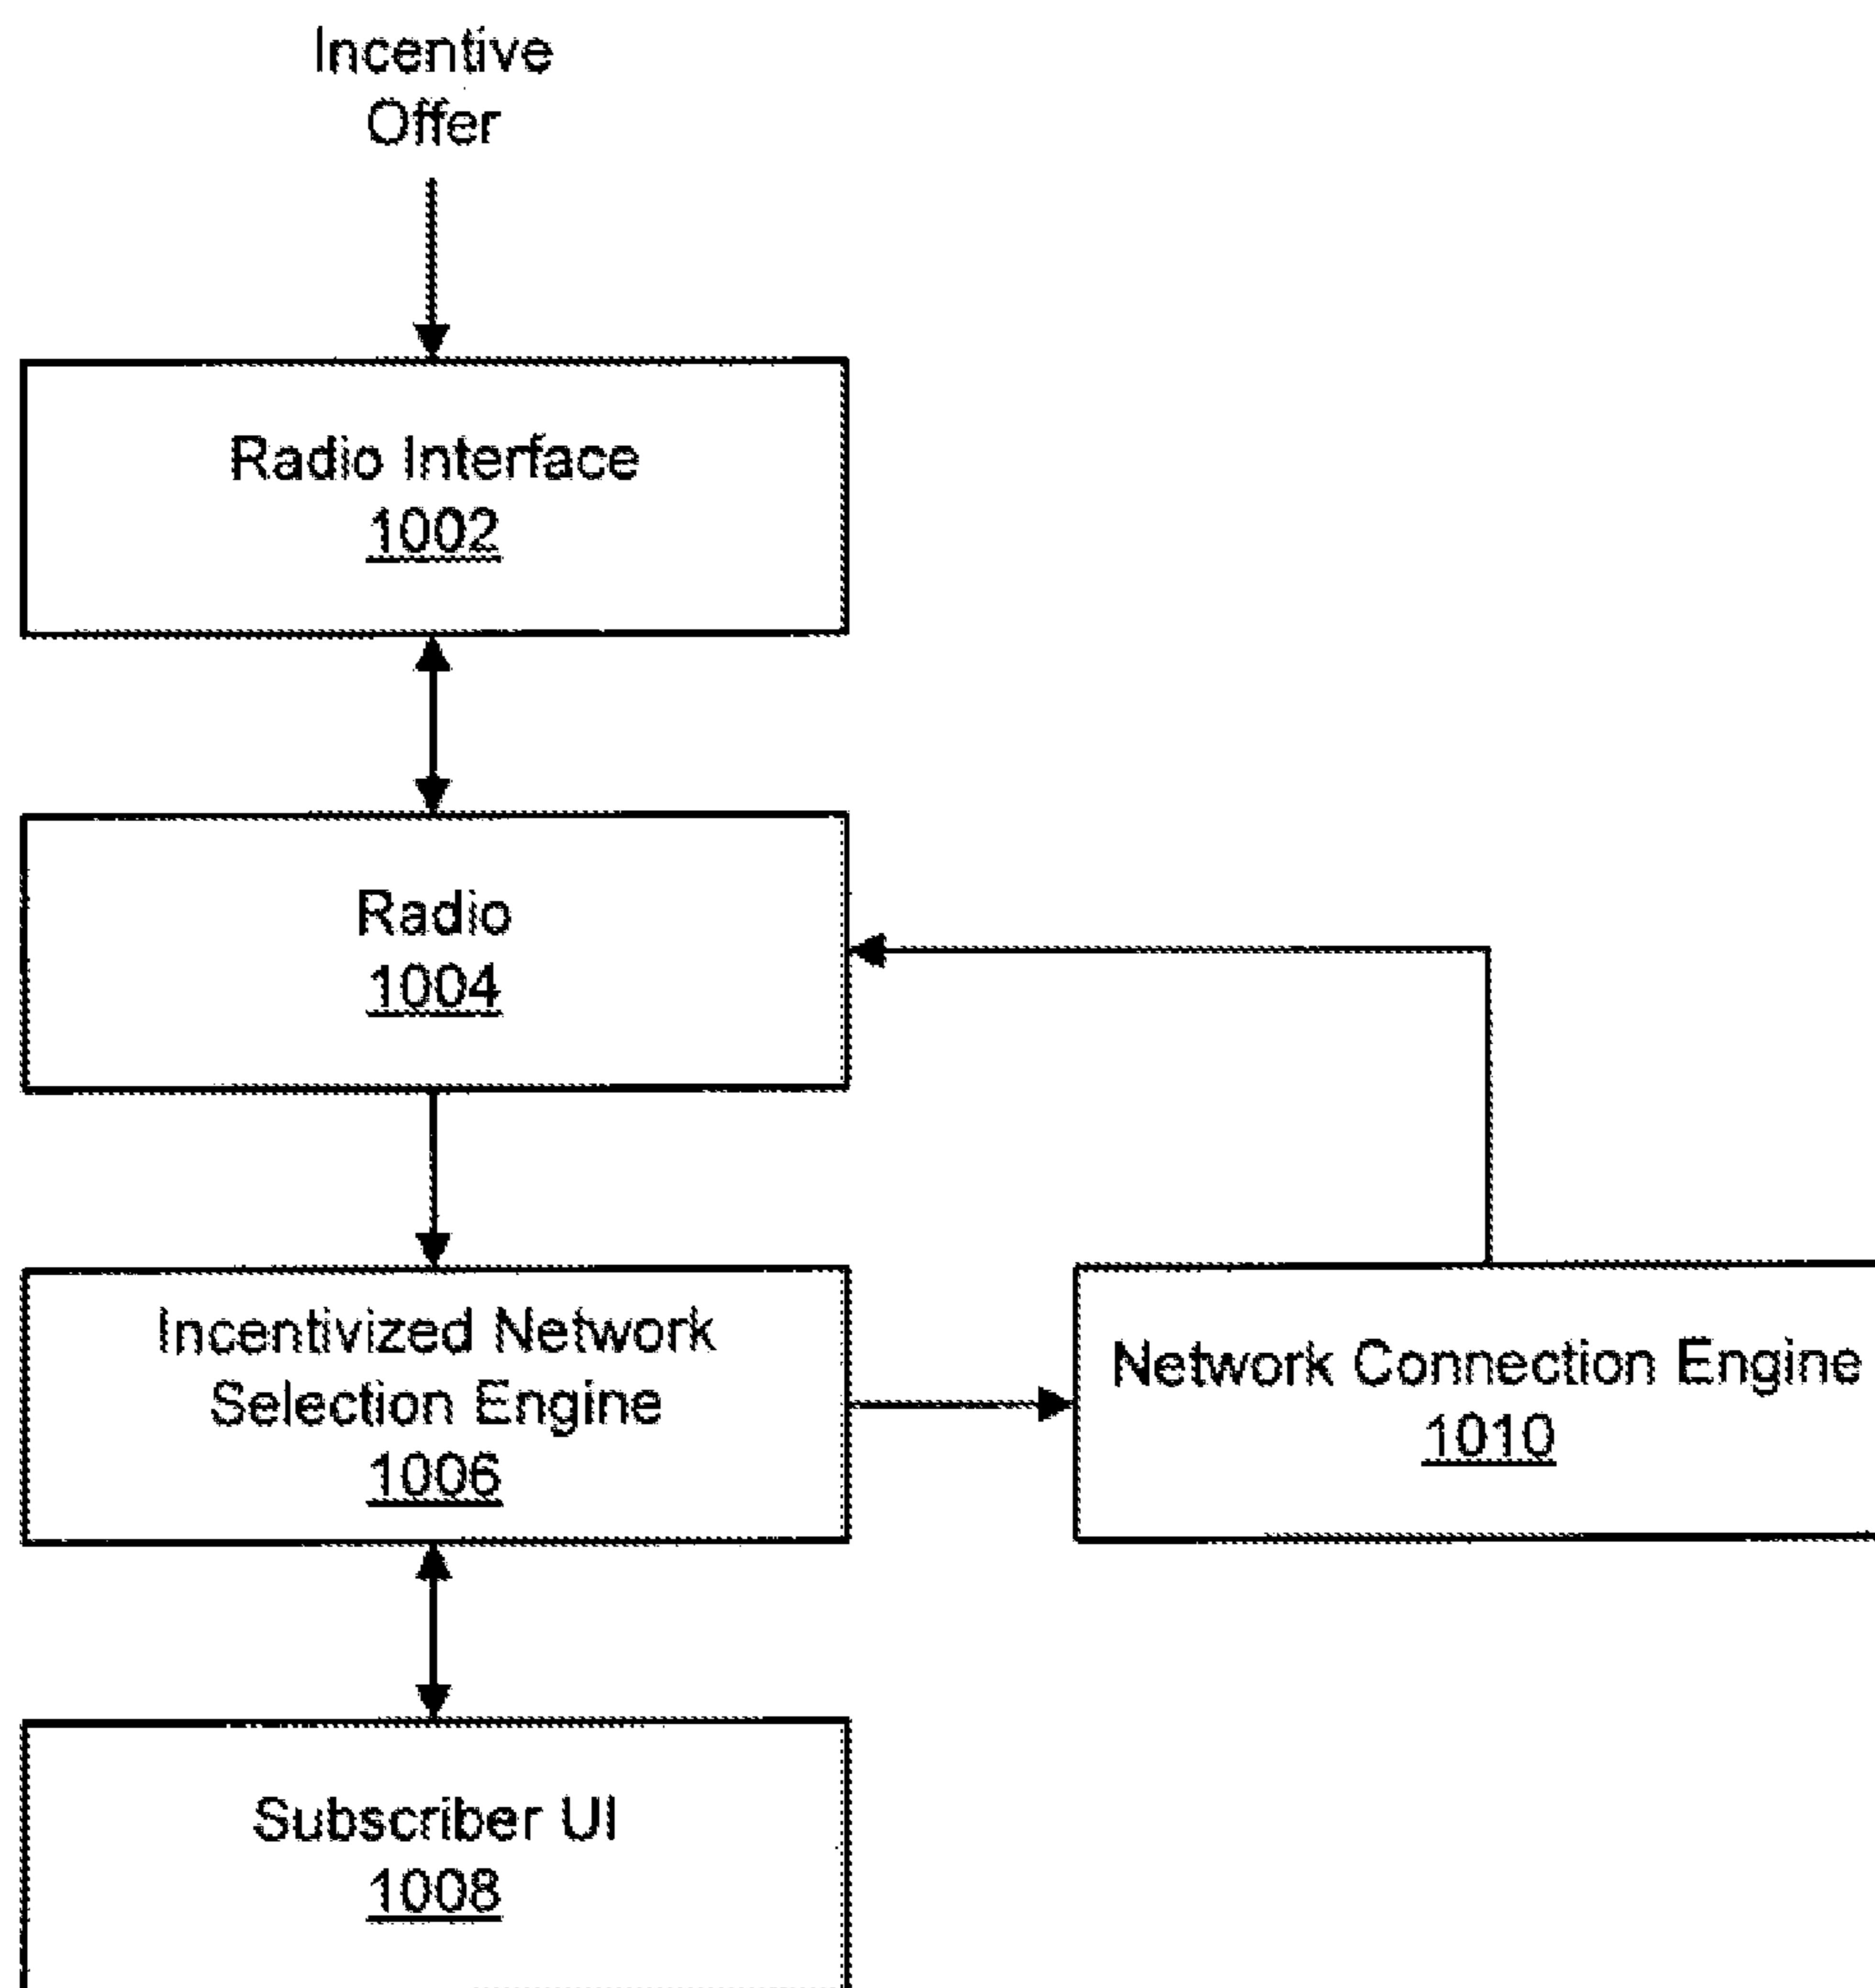 Incentive
Offer
Radio Interface
1002
Radio
1004
Incentivized Network
Selection Engine
1006
Network Connection Engine
1010
Subscriber UI
1008